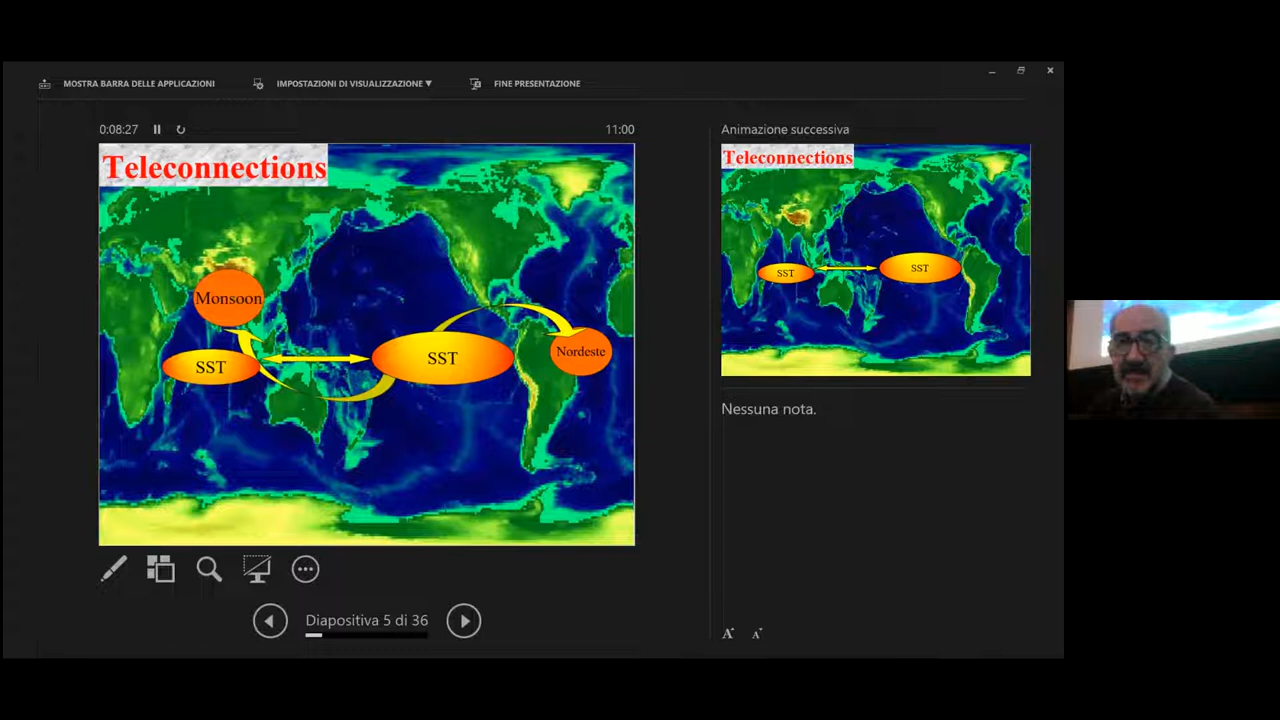 MOSTRA BARRA DELLE APPLICAZIONI
IMPOSTAZIONI DI VISUALIZZAZIONE ▼
FINE PRESENTAZIONE
0:08:27
11:00
Teleconnections
Monsoon
SST
SST
Nordeste
Diapositiva 5 di 36
Animazione successiva
Teleconnections
SST
SST
Nessuna nota.
A
A